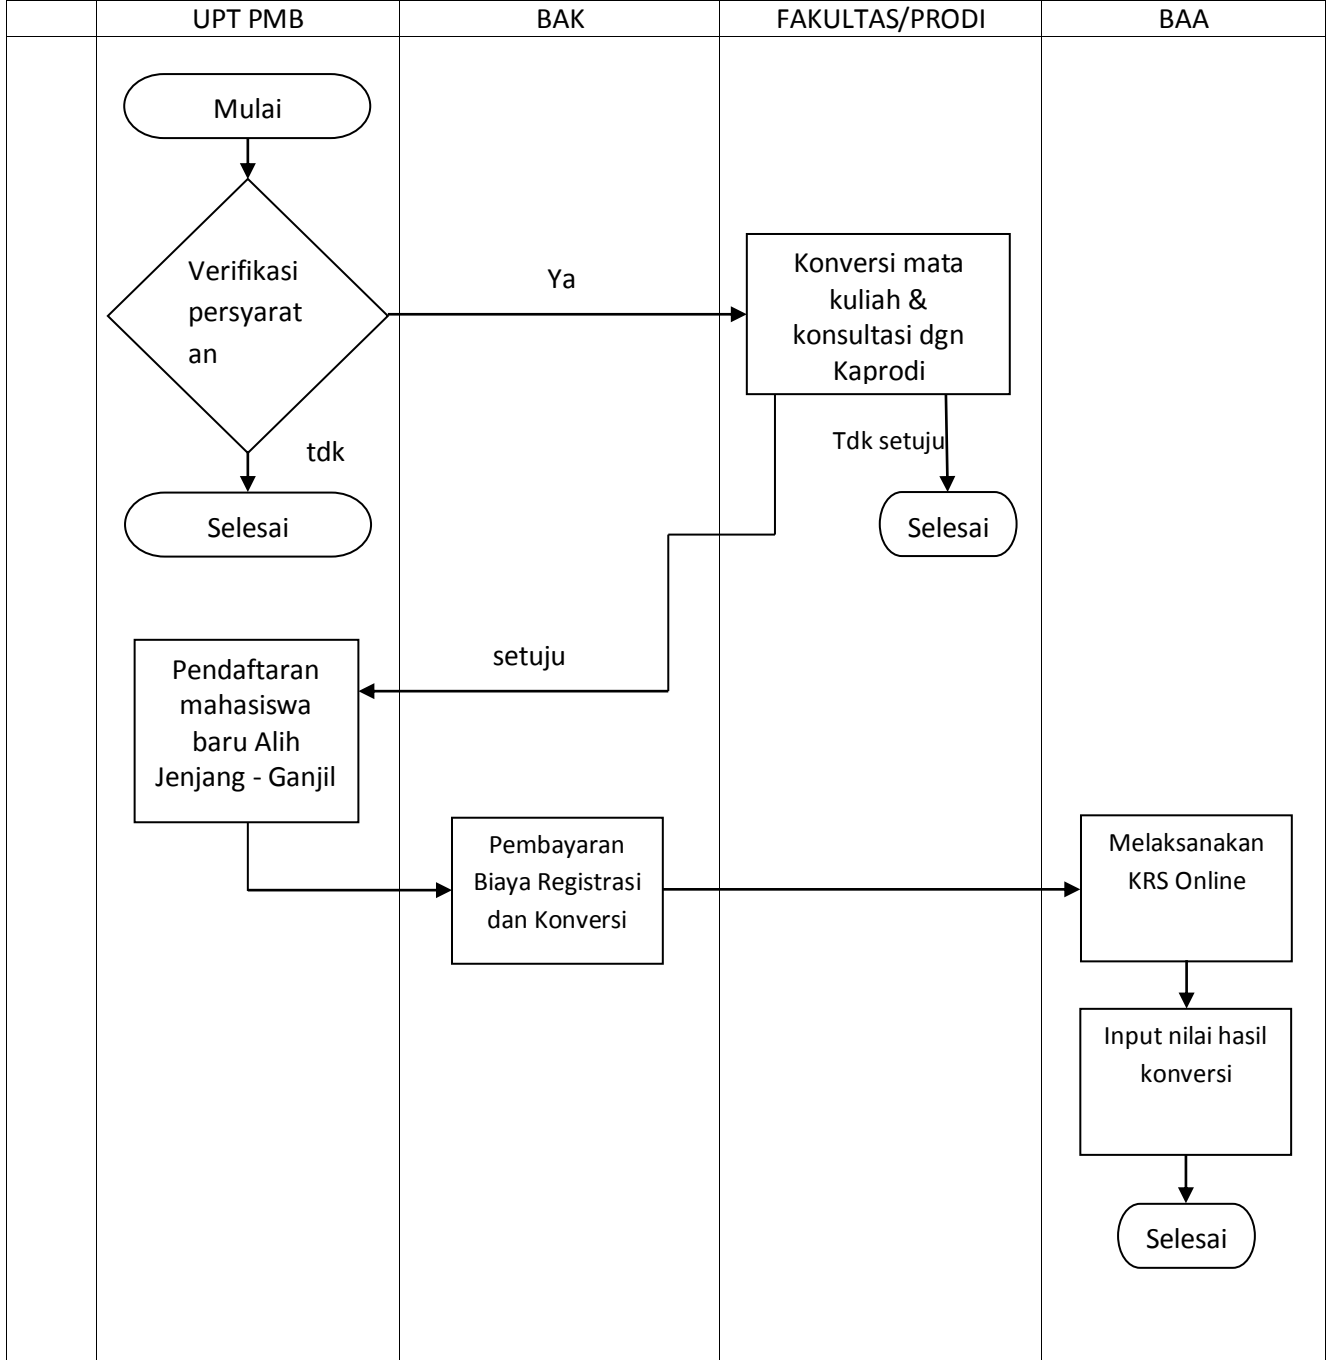 UPT PMB
BAK
FAKULTAS/PRODI
BAA
Mulai
Verifikasi
persyarat
an
Ya
Konversi mata
kuliah &
konsultasi dgn
Kaprodi
tdk
Tdk setuju
Selesai
Selesai
setuju
Pendaftaran
mahasiswa
baru Alih
Jenjang - Ganjil
Pembayaran
Biaya Registrasi
dan Konversi
Melaksanakan
KRS Online
Input nilai hasil
konversi
Selesai